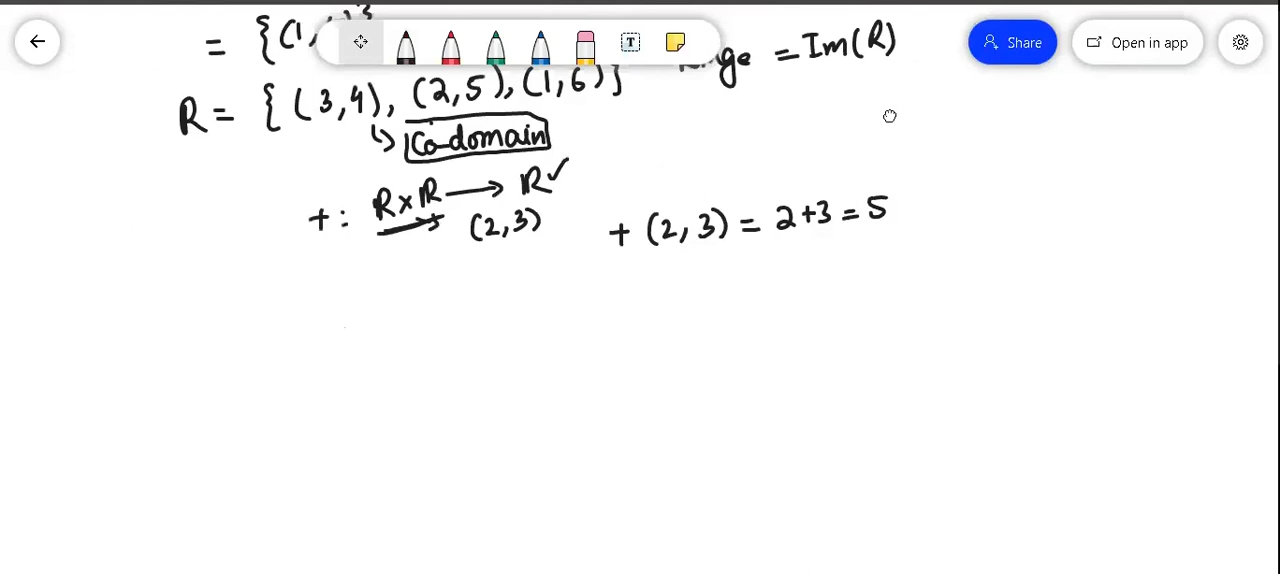 Share
Open in app
= {(1,
= Im(R)
R = { (3,4), (2,5), (1,6)}
↳ Co-domain
+ : R×R → R ✓
(2,3)
+ (2,3) = 2+3 = 5